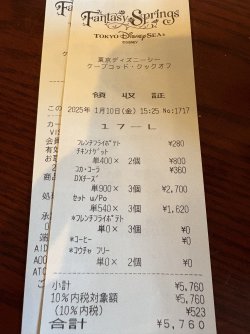 Fantasy Springs
TOKYO DisneySEA
DISNEY
東京ディズニーシー
ケープコッド・クックオフ
領 収 証
2025年 1月10日(金) 15:25 No:1717
17-L
フレンチフライポテト ¥280
チキンナゲット
単400× 2個 ¥800
コカ・コーラ ¥360
DXチーズ
単900× 3個 ¥2,700
セット w/Po
単540× 3個 ¥1,620
*フレンチフライポテト
3個 ¥0
*コーヒー ¥0
*コウチャ フリー
単0× 2個 ¥0
小計 ¥5,760
10%内税対象額 ¥5,760
(10%内税) ¥523
合計 ¥5,760